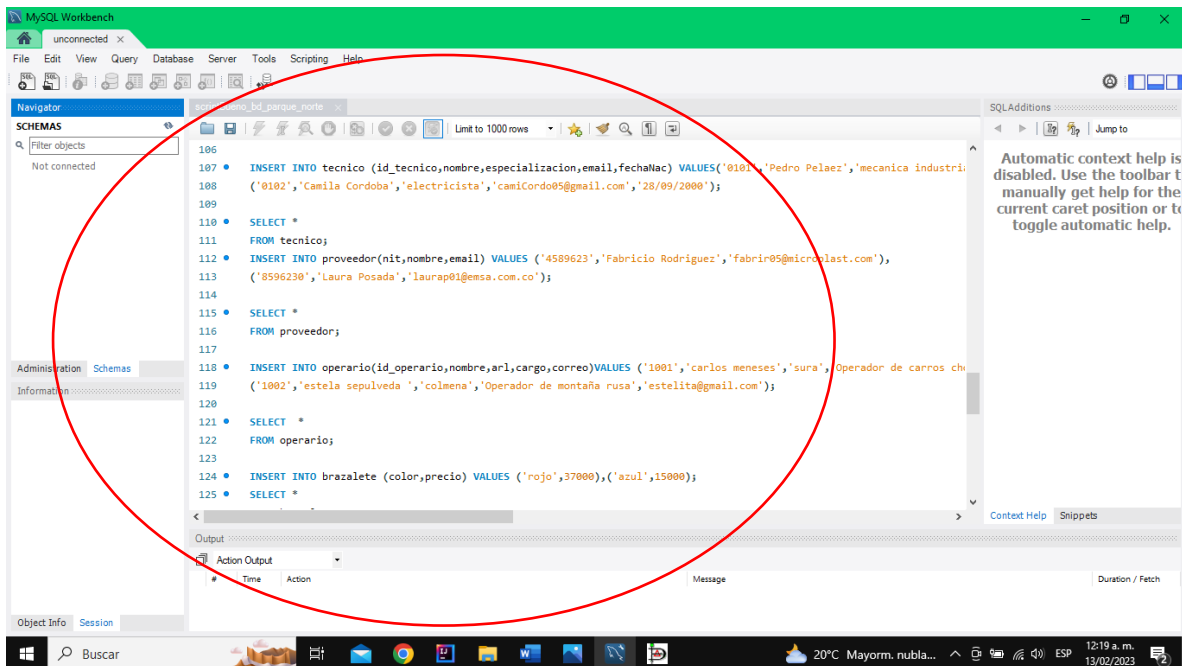 MySQL Workbench
unconnected ×
File Edit View Query Database Server Tools Scripting Help
Navigator
SCHEMAS
Filter objects
Not connected
Administration Schemas
Information
Object Info Session
Limit to 1000 rows
106
107 INSERT INTO tecnico (id_tecnico,nombre,especializacion,email,fechaNac) VALUES('0101','Pedro Pelaez','mecanica industria
108 ('0102','Camila Cordoba','electricista','camiCordo05@gmail.com','28/09/2000');
109
110 SELECT *
111 FROM tecnico;
112 INSERT INTO proveedor(nit,nombre,email) VALUES ('4589623','Fabricio Rodriguez','fabrir05@microplast.com'),
113 ('8596230','Laura Posada','laurap01@emsa.com.co');
114
115 SELECT *
116 FROM proveedor;
117
118 INSERT INTO operario(id_operario,nombre,arl,cargo,correo)VALUES ('1001','carlos meneses','sura','Operador de carros cho
119 ('1002','estela sepulveda ','colmena','Operador de montaña rusa','estelita@gmail.com');
120
121 SELECT *
122 FROM operario;
123
124 INSERT INTO brazalete (color,precio) VALUES ('rojo',37000),('azul',15000);
125 SELECT *
Output
Action Output
# Time Action Message Duration / Fetch
SQLAdditions
Jump to
Automatic context help is
disabled. Use the toolbar t
manually get help for the
current caret position or to
toggle automatic help.
Context Help Snippets
Buscar
20°C Mayorm. nubla...
ESP
12:19 a. m.
13/02/2023